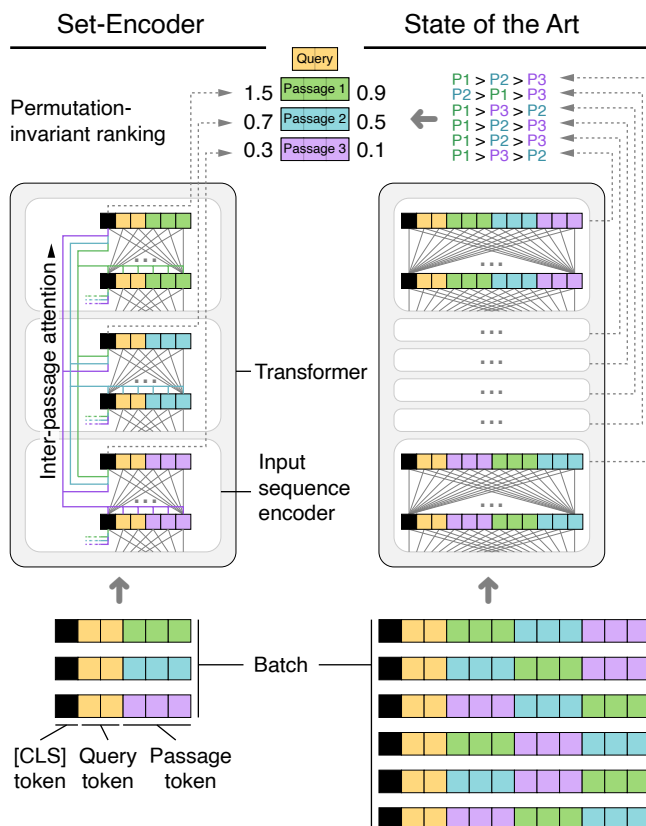 Set-Encoder
State of the Art
Query
1.5 Passage 1 0.9
0.7 Passage 2 0.5
0.3 Passage 3 0.1
Permutation-
invariant ranking
P1 > P2 > P3
P2 > P1 > P3
P1 > P3 > P2
P1 > P2 > P3
P1 > P2 > P3
P1 > P3 > P2
Inter-passage attention
...
...
...
...
...
...
...
...
...
Transformer
Input
sequence
encoder
Batch
[CLS]
token
Query
token
Passage
token